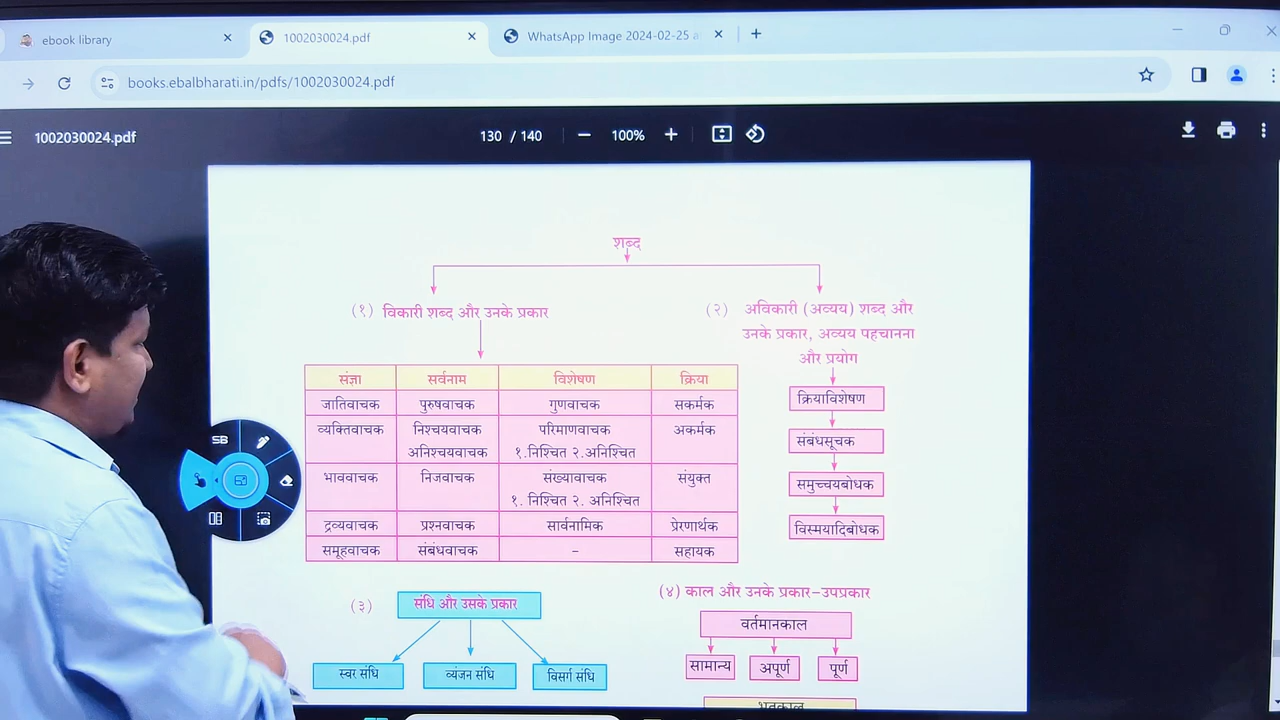 ebook library
1002030024.pdf
WhatsApp Image 2024-02-25 a
books.ebalbharati.in/pdfs/1002030024.pdf
1002030024.pdf
130 / 140
100%
शब्द
(१) विकारी शब्द और उनके प्रकार
(२) अविकारी (अव्यय) शब्द और
उनके प्रकार, अव्यय पहचानना
और प्रयोग
संज्ञा सर्वनाम विशेषण क्रिया
जातिवाचक पुरुषवाचक गुणवाचक सकर्मक
व्यक्तिवाचक निश्चयवाचक परिमाणवाचक अकर्मक
अनिश्चयवाचक १.निश्चित २.अनिश्चित
भाववाचक निजवाचक संख्यावाचक संयुक्त
१. निश्चित २. अनिश्चित
द्रव्यवाचक प्रश्नवाचक सार्वनामिक प्रेरणार्थक
समूहवाचक संबंधवाचक – सहायक
क्रियाविशेषण
संबंधसूचक
समुच्चयबोधक
विस्मयादिबोधक
SB
(३) संधि और उसके प्रकार
स्वर संधि व्यंजन संधि विसर्ग संधि
(४) काल और उनके प्रकार-उपप्रकार
वर्तमानकाल
सामान्य अपूर्ण पूर्ण
भूतकाल